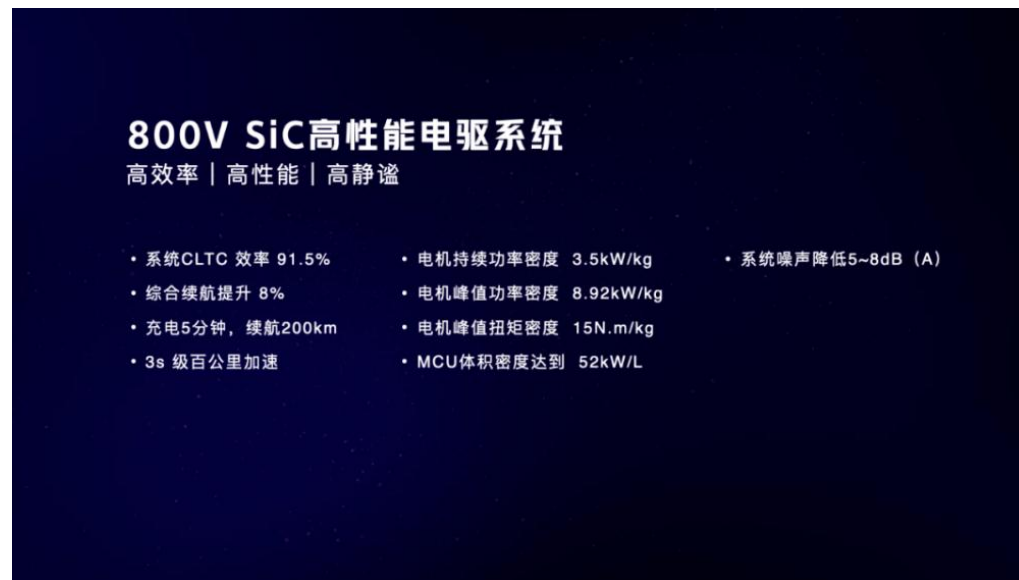 800V SiC高性能电驱系统
高效率｜高性能｜高静谧
• 系统CLTC 效率 91.5%
• 综合续航提升 8%
• 充电5分钟，续航200km
• 3s 级百公里加速
• 电机持续功率密度 3.5kW/kg
• 电机峰值功率密度 8.92kW/kg
• 电机峰值扭矩密度 15N.m/kg
• MCU体积密度达到 52kW/L
• 系统噪声降低5~8dB（A）